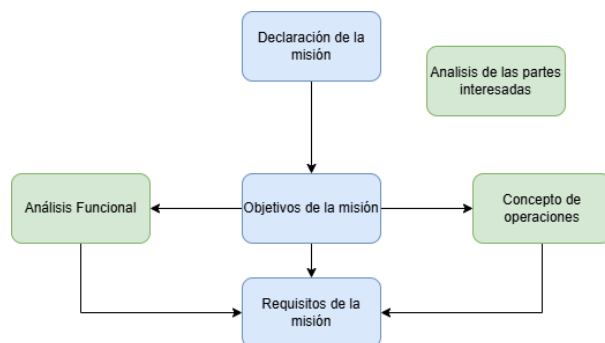 Declaración de la
misión
Analisis de las partes
interesadas
Análisis Funcional
Objetivos de la misión
Concepto de
operaciones
Requisitos de la
misión